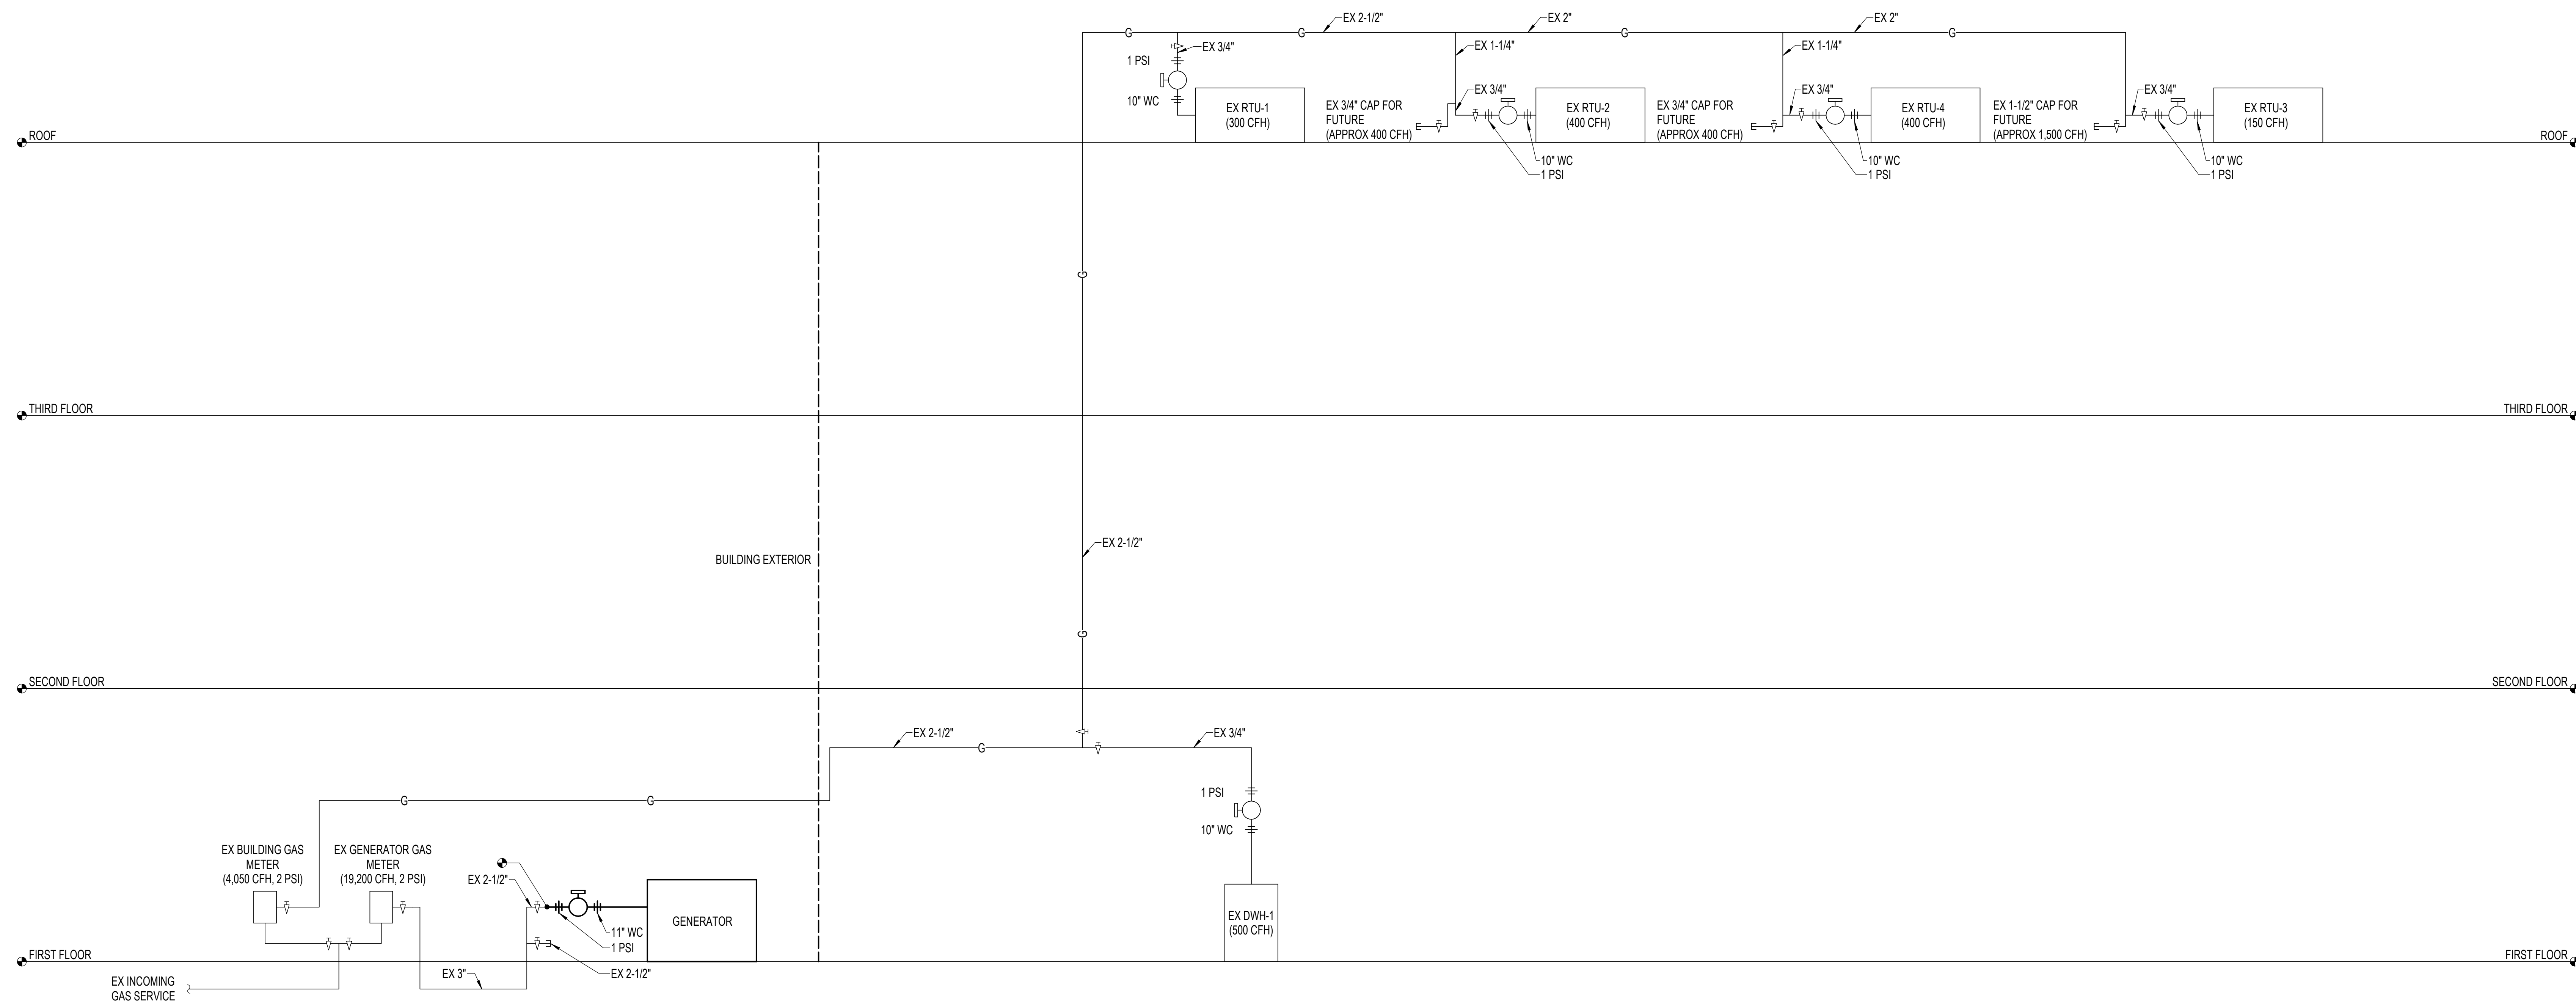 EX 2-1/2"
EX 2"
EX 2"
G
G
G
G
EX 3/4"
EX 1-1/4"
EX 1-1/4"
1 PSI
10" WC
EX RTU-1
(300 CFH)
EX 3/4" CAP FOR
FUTURE
(APPROX 400 CFH)
EX 3/4"
EX RTU-2
(400 CFH)
10" WC
1 PSI
EX 3/4" CAP FOR
FUTURE
(APPROX 400 CFH)
EX 3/4"
EX RTU-4
(400 CFH)
10" WC
1 PSI
EX 1-1/2" CAP FOR
FUTURE
(APPROX 1,500 CFH)
EX 3/4"
EX RTU-3
(150 CFH)
10" WC
1 PSI
ROOF
ROOF
G
THIRD FLOOR
THIRD FLOOR
EX 2-1/2"
BUILDING EXTERIOR
G
SECOND FLOOR
SECOND FLOOR
EX 2-1/2"
G
EX 3/4"
1 PSI
10" WC
G
G
EX BUILDING GAS
METER
(4,050 CFH, 2 PSI)
EX GENERATOR GAS
METER
(19,200 CFH, 2 PSI)
EX 2-1/2"
GENERATOR
11" WC
1 PSI
EX 2-1/2"
EX DWH-1
(500 CFH)
FIRST FLOOR
FIRST FLOOR
EX 3"
EX INCOMING
GAS SERVICE